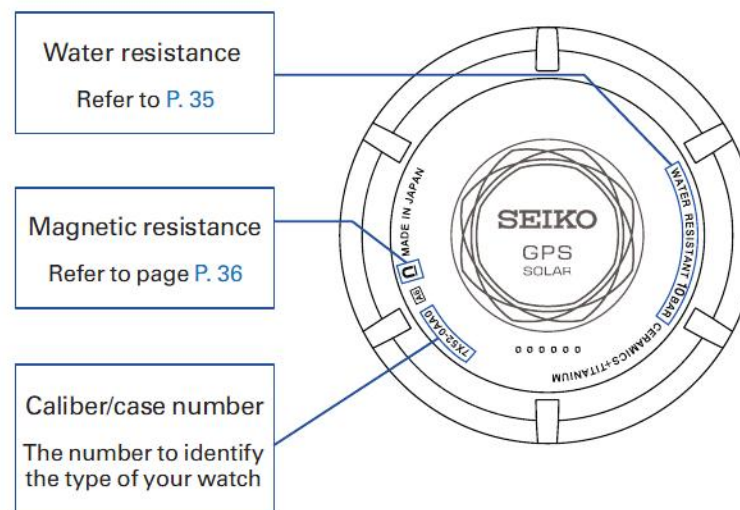 Water resistance
Refer to P. 35
Magnetic resistance
Refer to page P. 36
Caliber/case number
The number to identify
the type of your watch
SEIKO
GPS
SOLAR
MADE IN JAPAN
WATER RESISTANT 10BAR
CERAMICS+TITANIUM
7X52-0AA0